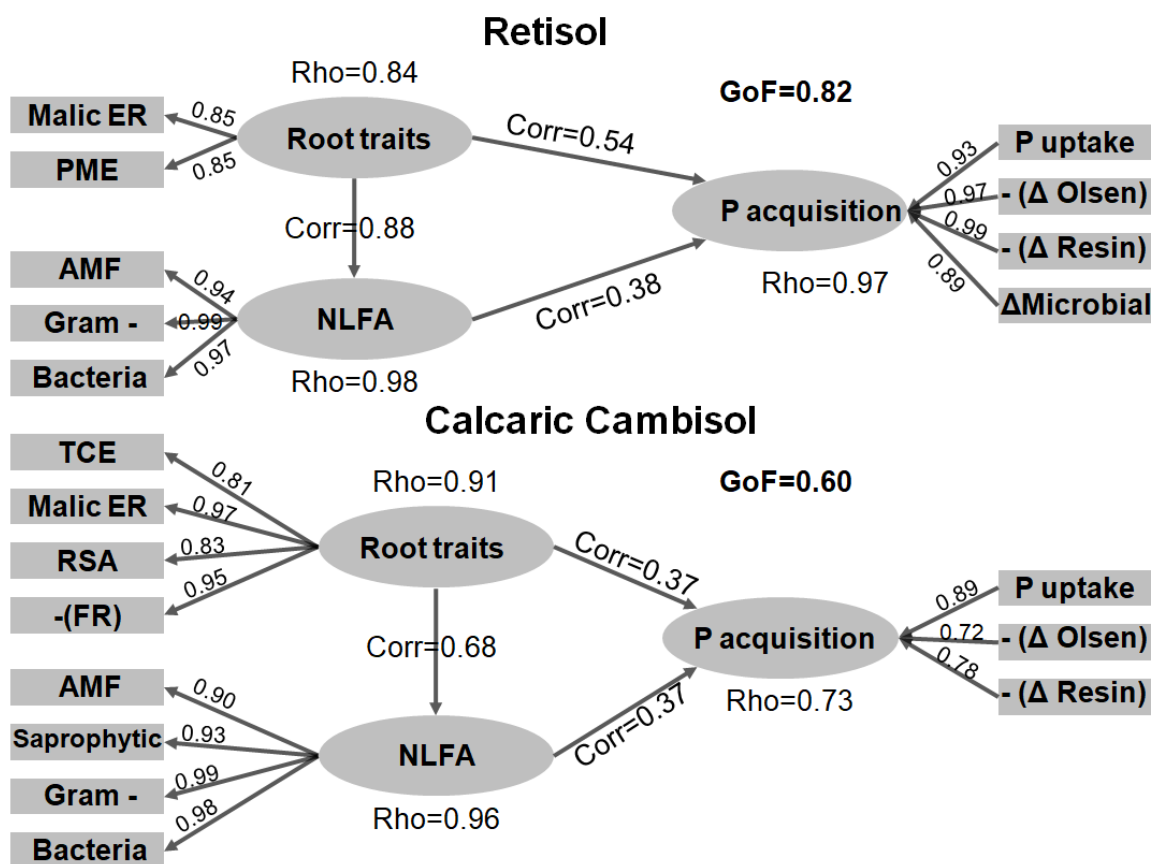 Retisol
Rho=0.84
GoF=0.82
Malic ER
0.85
Root traits
Corr=0.54
P uptake
0.93
PME
0.85
- (Δ Olsen)
0.97
P acquisition
Corr=0.88
- (Δ Resin)
0.99
AMF
0.94
Rho=0.97
ΔMicrobial
0.89
Gram -
0.99
NLFA
Corr=0.38
Bacteria
0.97
Rho=0.98
Calcaric Cambisol
TCE
0.81
Rho=0.91
GoF=0.60
Malic ER
0.97
Root traits
Corr=0.37
RSA
0.83
P uptake
0.89
-(FR)
0.95
P acquisition
- (Δ Olsen)
0.72
Corr=0.68
AMF
0.90
Rho=0.73
- (Δ Resin)
0.78
Saprophytic
0.93
NLFA
Corr=0.37
Gram -
0.99
Rho=0.96
Bacteria
0.98